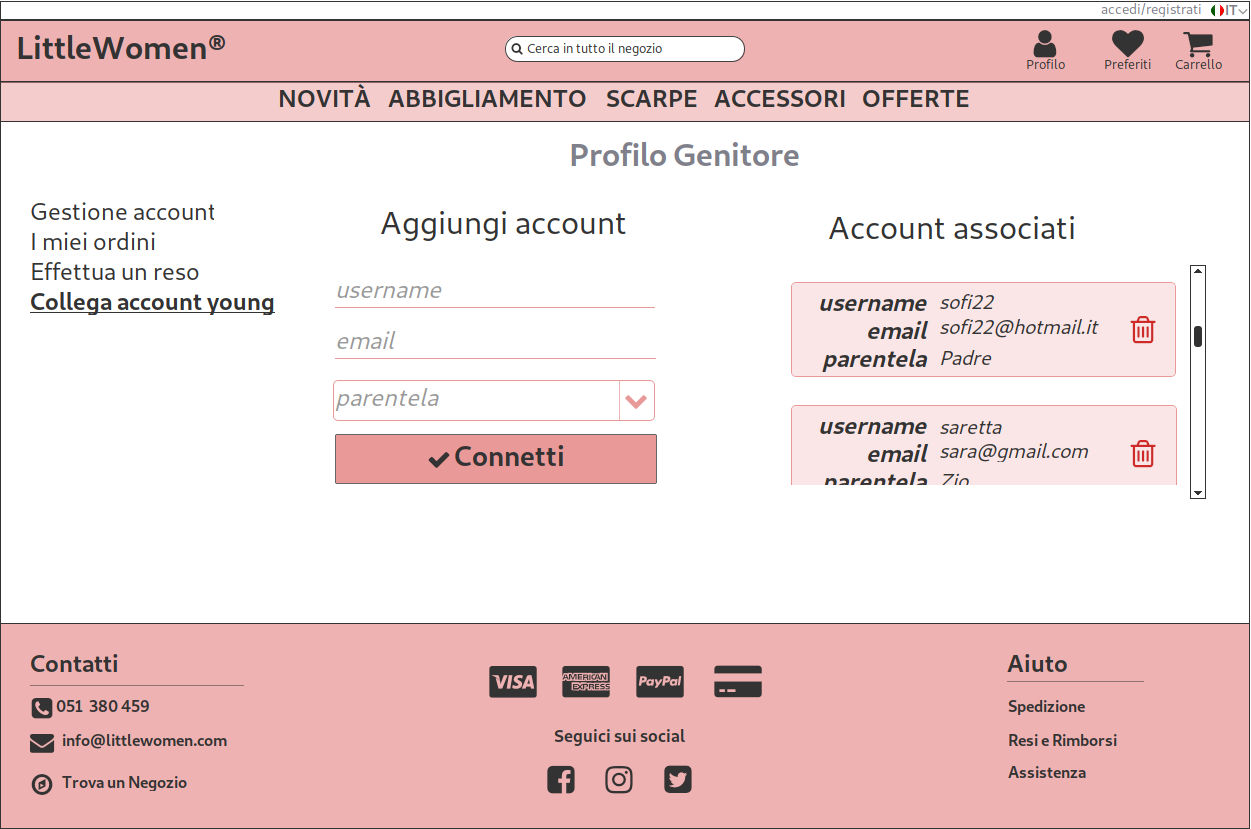 accedi/registrati IT
LittleWomen®
Cerca in tutto il negozio
Profilo Preferiti Carrello
NOVITÀ ABBIGLIAMENTO SCARPE ACCESSORI OFFERTE
Profilo Genitore
Gestione account
I miei ordini
Effettua un reso
Collega account young
Aggiungi account
username
email
parentela
Connetti
Account associati
username sofi22
email sofi22@hotmail.it
parentela Padre
username saretta
email sara@gmail.com
parentela Zio
Contatti
051 380 459
info@littlewomen.com
Trova un Negozio
VISA AMERICAN EXPRESS PayPal
Seguici sui social
Aiuto
Spedizione
Resi e Rimborsi
Assistenza